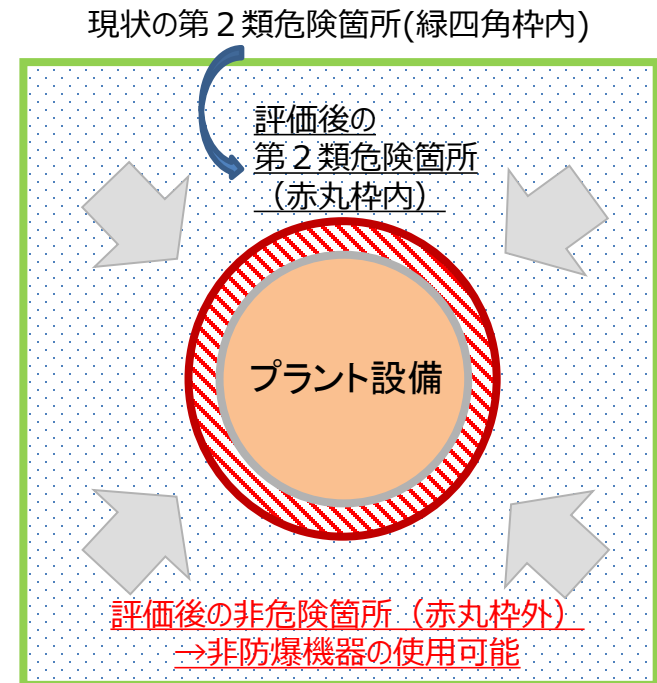 現状の第２類危険箇所(緑四角枠内)
評価後の
第２類危険箇所
（赤丸枠内）
プラント設備
評価後の非危険箇所（赤丸枠外）
→非防爆機器の使用可能